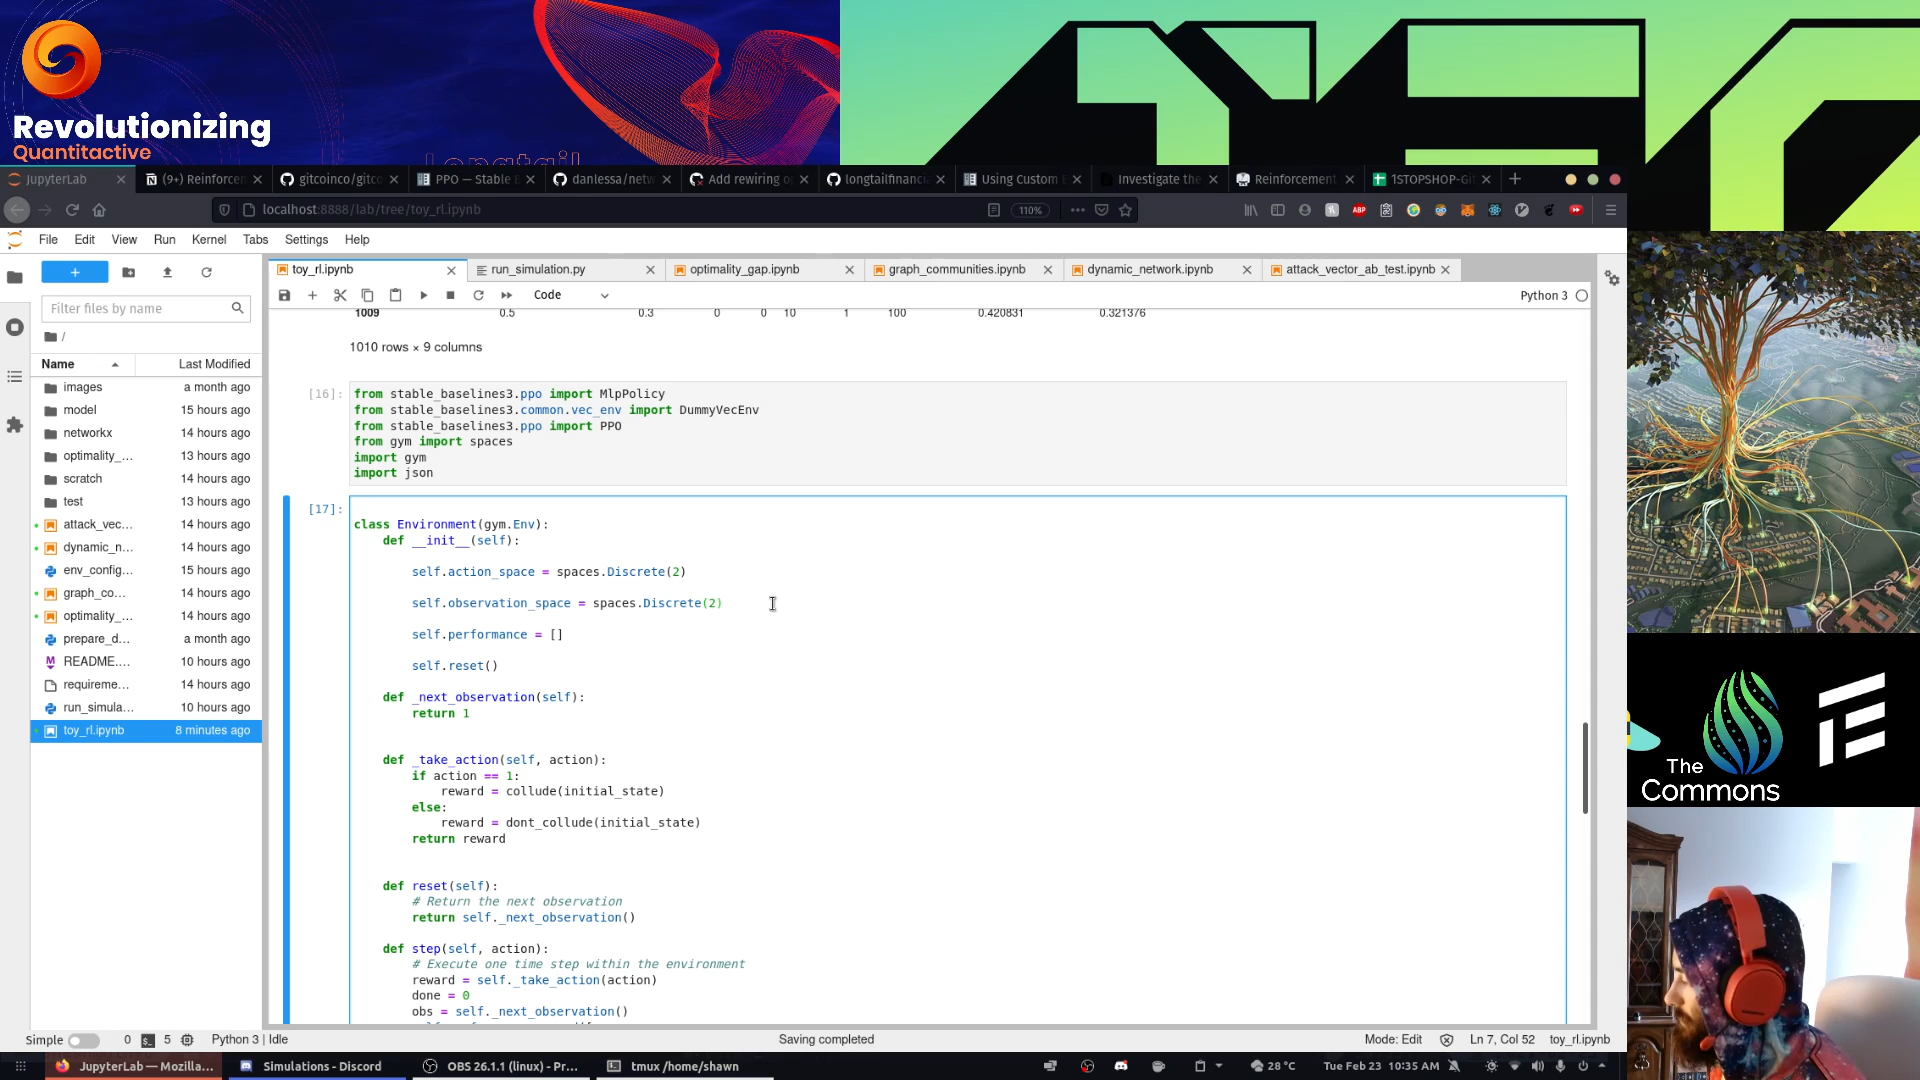 Revolutionizing
Quantitactive
JupyterLab
(9+) Reinforcen
gitcoinco/gitco
PPO — Stable B
danlessa/netw
Add rewiring o
longtailfinanci
Using Custom E
Investigate the
Reinforcement
1STOPSHOP-Git
localhost:8888/lab/tree/toy_rl.ipynb
110%
File Edit View Run Kernel Tabs Settings Help
toy_rl.ipynb
run_simulation.py
optimality_gap.ipynb
graph_communities.ipynb
dynamic_network.ipynb
attack_vector_ab_test.ipynb
Code
Python 3
Filter files by name
/
Name Last Modified
images a month ago
model 15 hours ago
networkx 14 hours ago
optimality_... 13 hours ago
scratch 14 hours ago
test 13 hours ago
attack_vec... 14 hours ago
dynamic_n... 14 hours ago
env_config... 15 hours ago
graph_co... 14 hours ago
optimality_... 14 hours ago
prepare_d... a month ago
README.... 10 hours ago
requireme... 14 hours ago
run_simula... 10 hours ago
toy_rl.ipynb 8 minutes ago
1009 0.5 0.3 0 0 10 1 100 0.420831 0.321376
1010 rows × 9 columns
[16]:
from stable_baselines3.ppo import MlpPolicy
from stable_baselines3.common.vec_env import DummyVecEnv
from stable_baselines3.ppo import PPO
from gym import spaces
import gym
import json
[17]:
class Environment(gym.Env):
def __init__(self):
self.action_space = spaces.Discrete(2)
self.observation_space = spaces.Discrete(2)
self.performance = []
self.reset()
def _next_observation(self):
return 1
def _take_action(self, action):
if action == 1:
reward = collude(initial_state)
else:
reward = dont_collude(initial_state)
return reward
def reset(self):
# Return the next observation
return self._next_observation()
def step(self, action):
# Execute one time step within the environment
reward = self._take_action(action)
done = 0
obs = self._next_observation()
The
Commons
Simple 0 5 Python 3 | Idle Saving completed Mode: Edit Ln 7, Col 52 toy_rl.ipynb
JupyterLab — Mozilla...
Simulations - Discord
OBS 26.1.1 (linux) - Pr...
tmux /home/shawn
28 °C
Tue Feb 23 10:35 AM